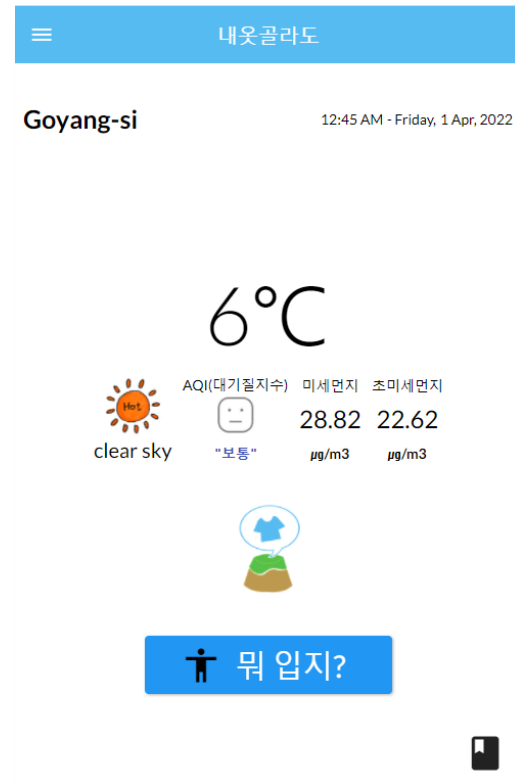 내옷골라도
Goyang-si
12:45 AM - Friday, 1 Apr, 2022
6°C
Hot
clear sky
AQI(대기질지수)
"보통"
미세먼지
28.82
μg/m3
초미세먼지
22.62
μg/m3
뭐 입지?